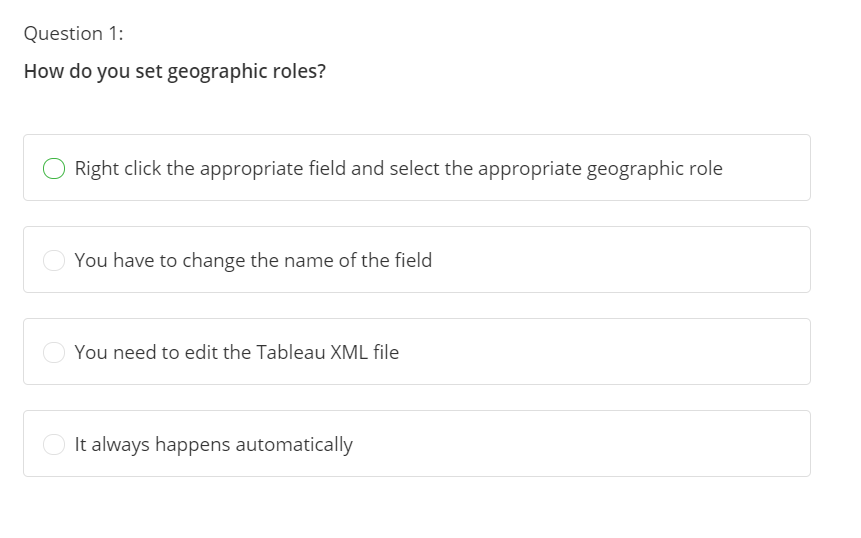 Question 1:
How do you set geographic roles?
Right click the appropriate field and select the appropriate geographic role
You have to change the name of the field
You need to edit the Tableau XML file
It always happens automatically